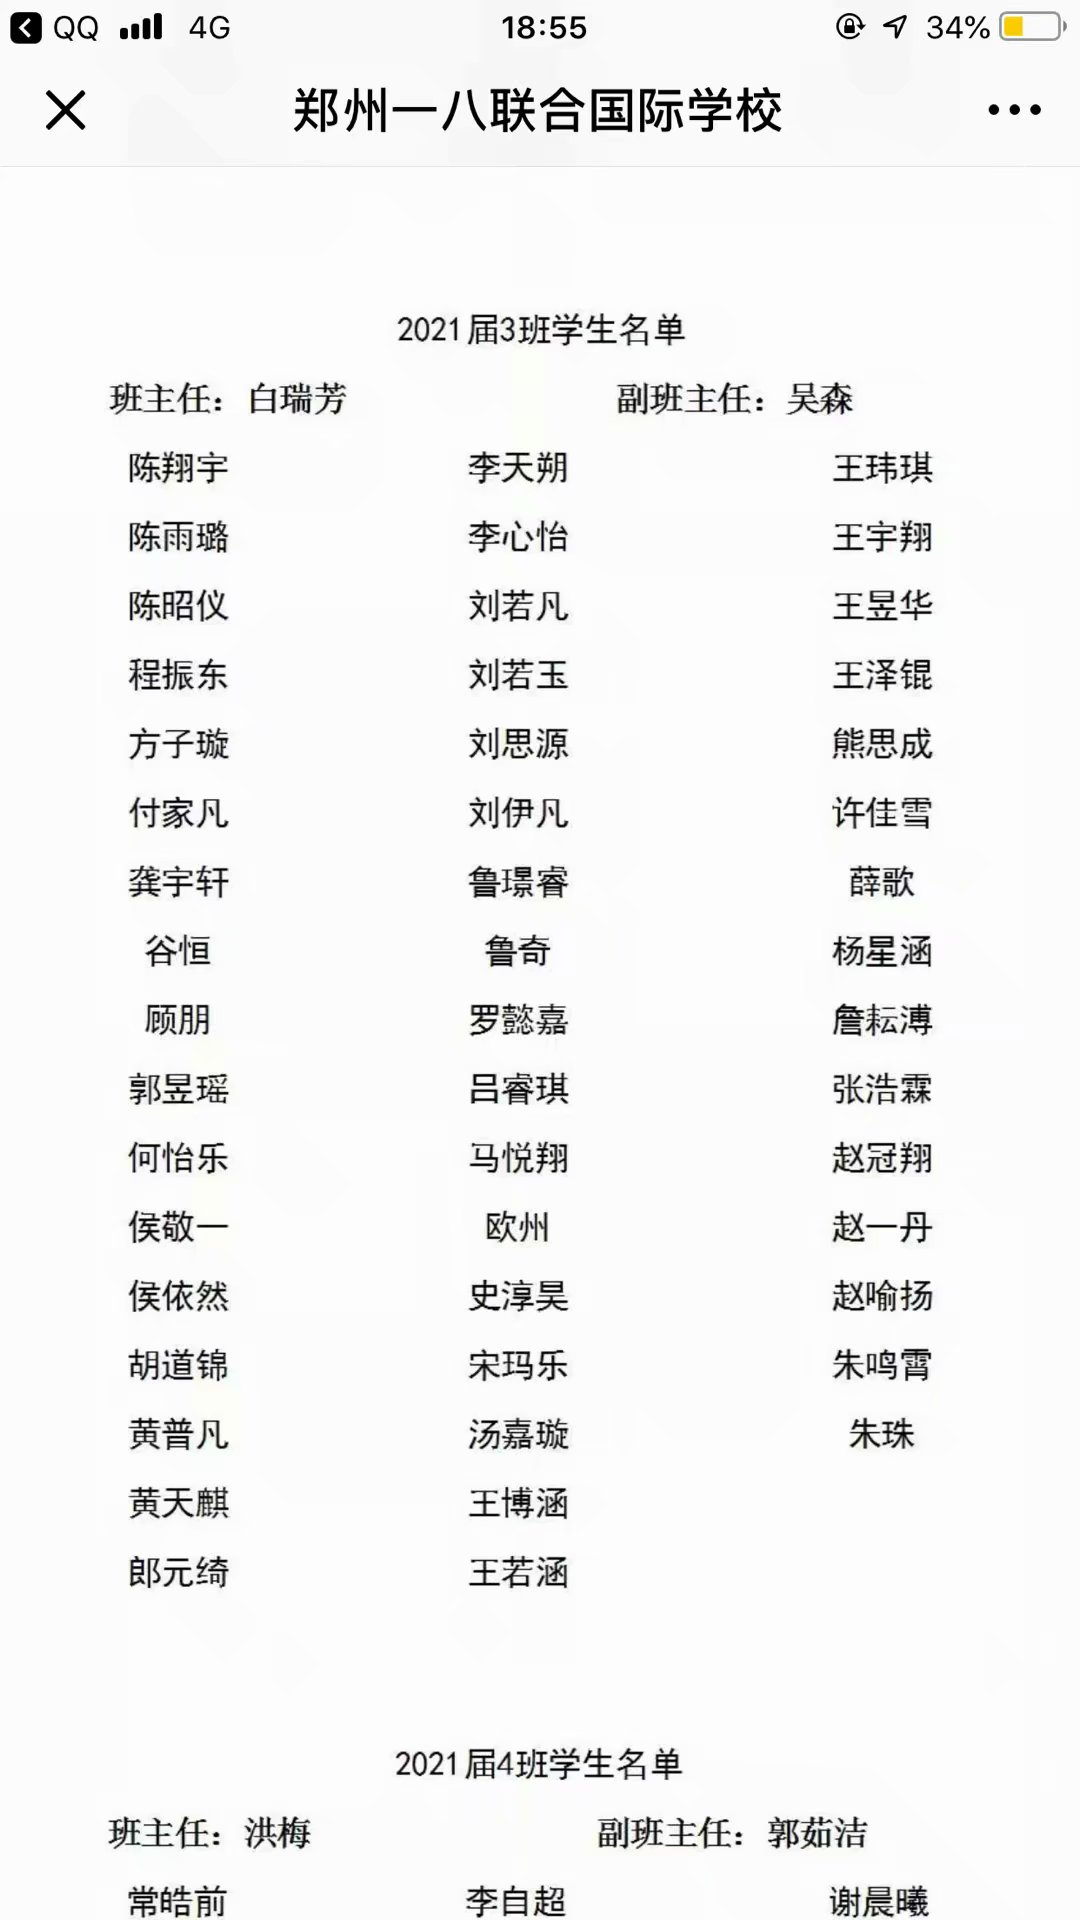 QQ 4G 18:55 34%
郑州一八联合国际学校
2021届3班学生名单
班主任：白瑞芳 副班主任：吴森
陈翔宇 李天朔 王玮琪
陈雨璐 李心怡 王宇翔
陈昭仪 刘若凡 王昱华
程振东 刘若玉 王泽锟
方子璇 刘思源 熊思成
付家凡 刘伊凡 许佳雪
龚宇轩 鲁璟睿 薛歌
谷恒 鲁奇 杨星涵
顾朋 罗懿嘉 詹耘溥
郭昱瑶 吕睿琪 张浩霖
何怡乐 马悦翔 赵冠翔
侯敬一 欧州 赵一丹
侯依然 史淳昊 赵喻扬
胡道锦 宋玛乐 朱鸣霄
黄普凡 汤嘉璇 朱珠
黄天麒 王博涵
郎元绮 王若涵
2021届4班学生名单
班主任：洪梅 副班主任：郭茹洁
常皓前 李自超 谢晨曦